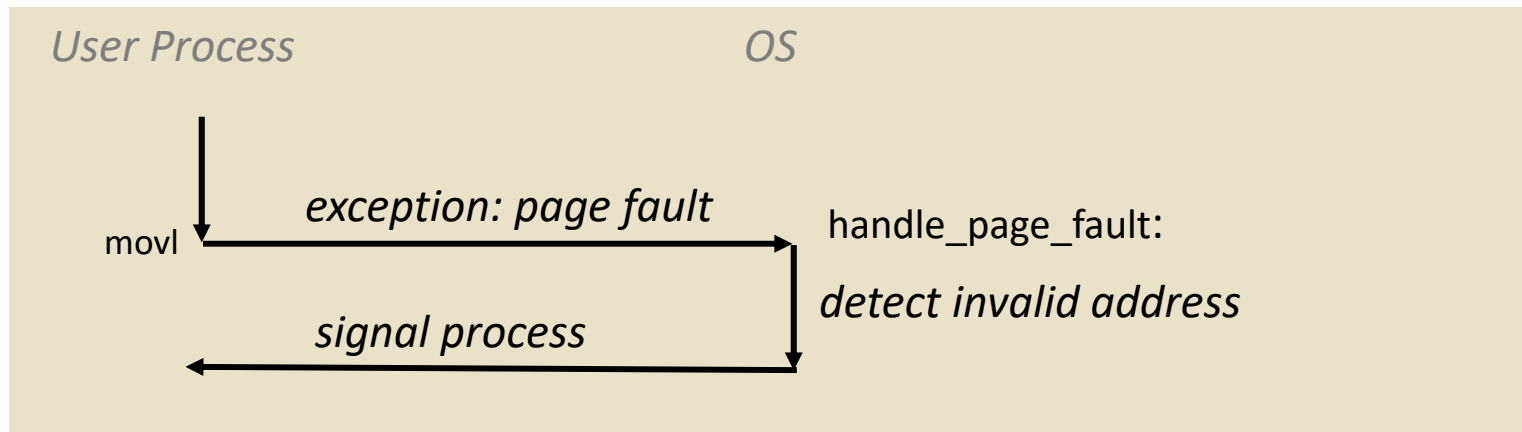 User Process OS
exception: page fault
movl
handle_page_fault:
detect invalid address
signal process